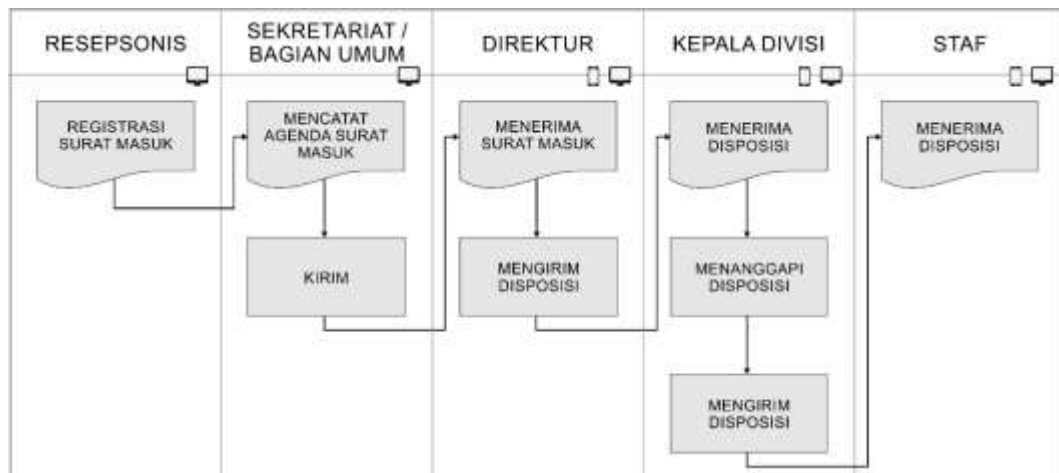 RESEPSONIS
SEKRETARIAT /
BAGIAN UMUM
DIREKTUR
KEPALA DIVISI
STAF
REGISTRASI
SURAT MASUK
MENCATAT
AGENDA SURAT
MASUK
MENERIMA
SURAT MASUK
MENERIMA
DISPOSISI
MENERIMA
DISPOSISI
KIRIM
MENGIRIM
DISPOSISI
MENANGGAPI
DISPOSISI
MENGIRIM
DISPOSISI